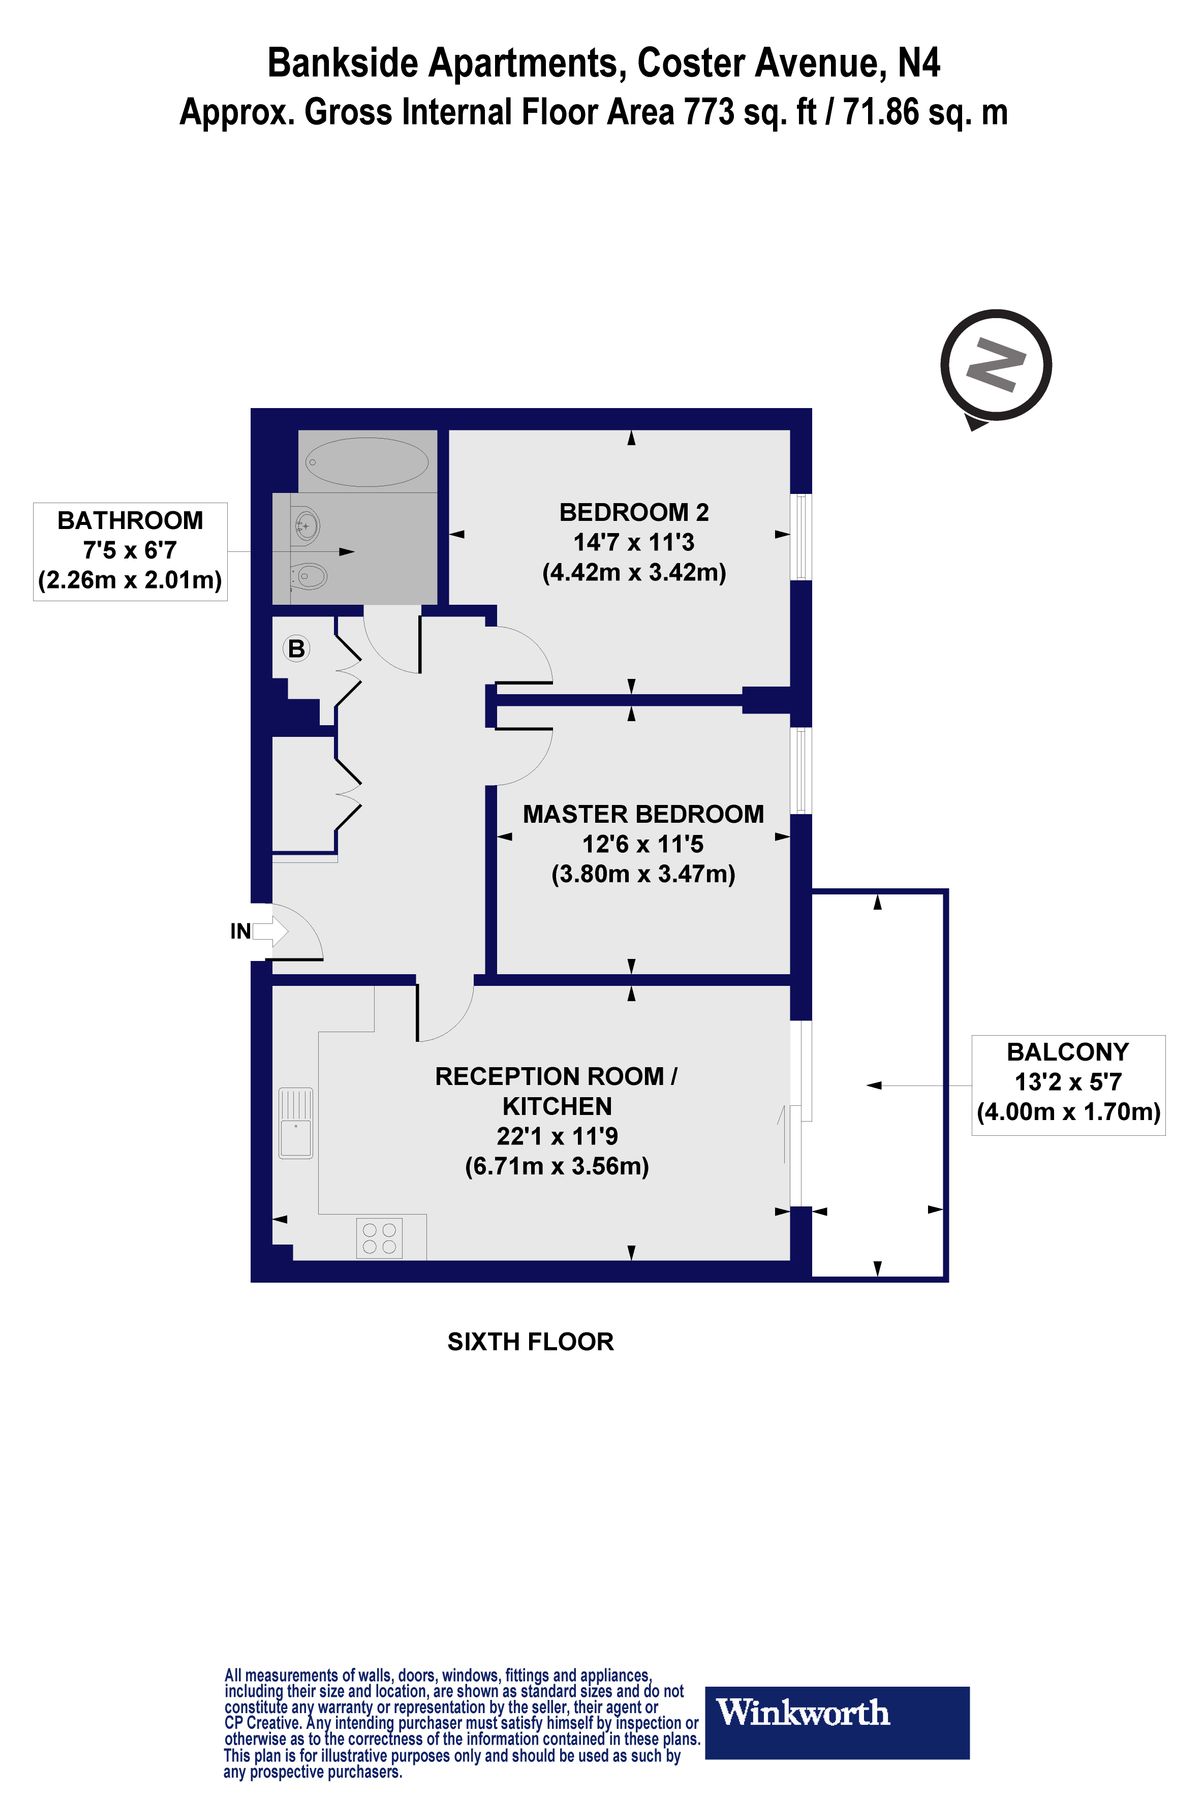 Bankside Apartments, Coster Avenue, N4
Approx. Gross Internal Floor Area 773 sq. ft / 71.86 sq. m
N
BATHROOM
7'5 x 6'7
(2.26m x 2.01m)
BEDROOM 2
14'7 x 11'3
(4.42m x 3.42m)
B
MASTER BEDROOM
12'6 x 11'5
(3.80m x 3.47m)
IN
RECEPTION ROOM /
KITCHEN
22'1 x 11'9
(6.71m x 3.56m)
BALCONY
13'2 x 5'7
(4.00m x 1.70m)
SIXTH FLOOR
All measurements of walls, doors, windows, fittings and appliances,
including their size and location, are shown as standard sizes and do not
constitute any warranty or representation by the seller, their agent or
CP Creative. Any intending purchaser must satisfy himself by inspection or
otherwise as to the correctness of the information contained in these plans.
This plan is for illustrative purposes only and should be used as such by
any prospective purchasers.
Winkworth